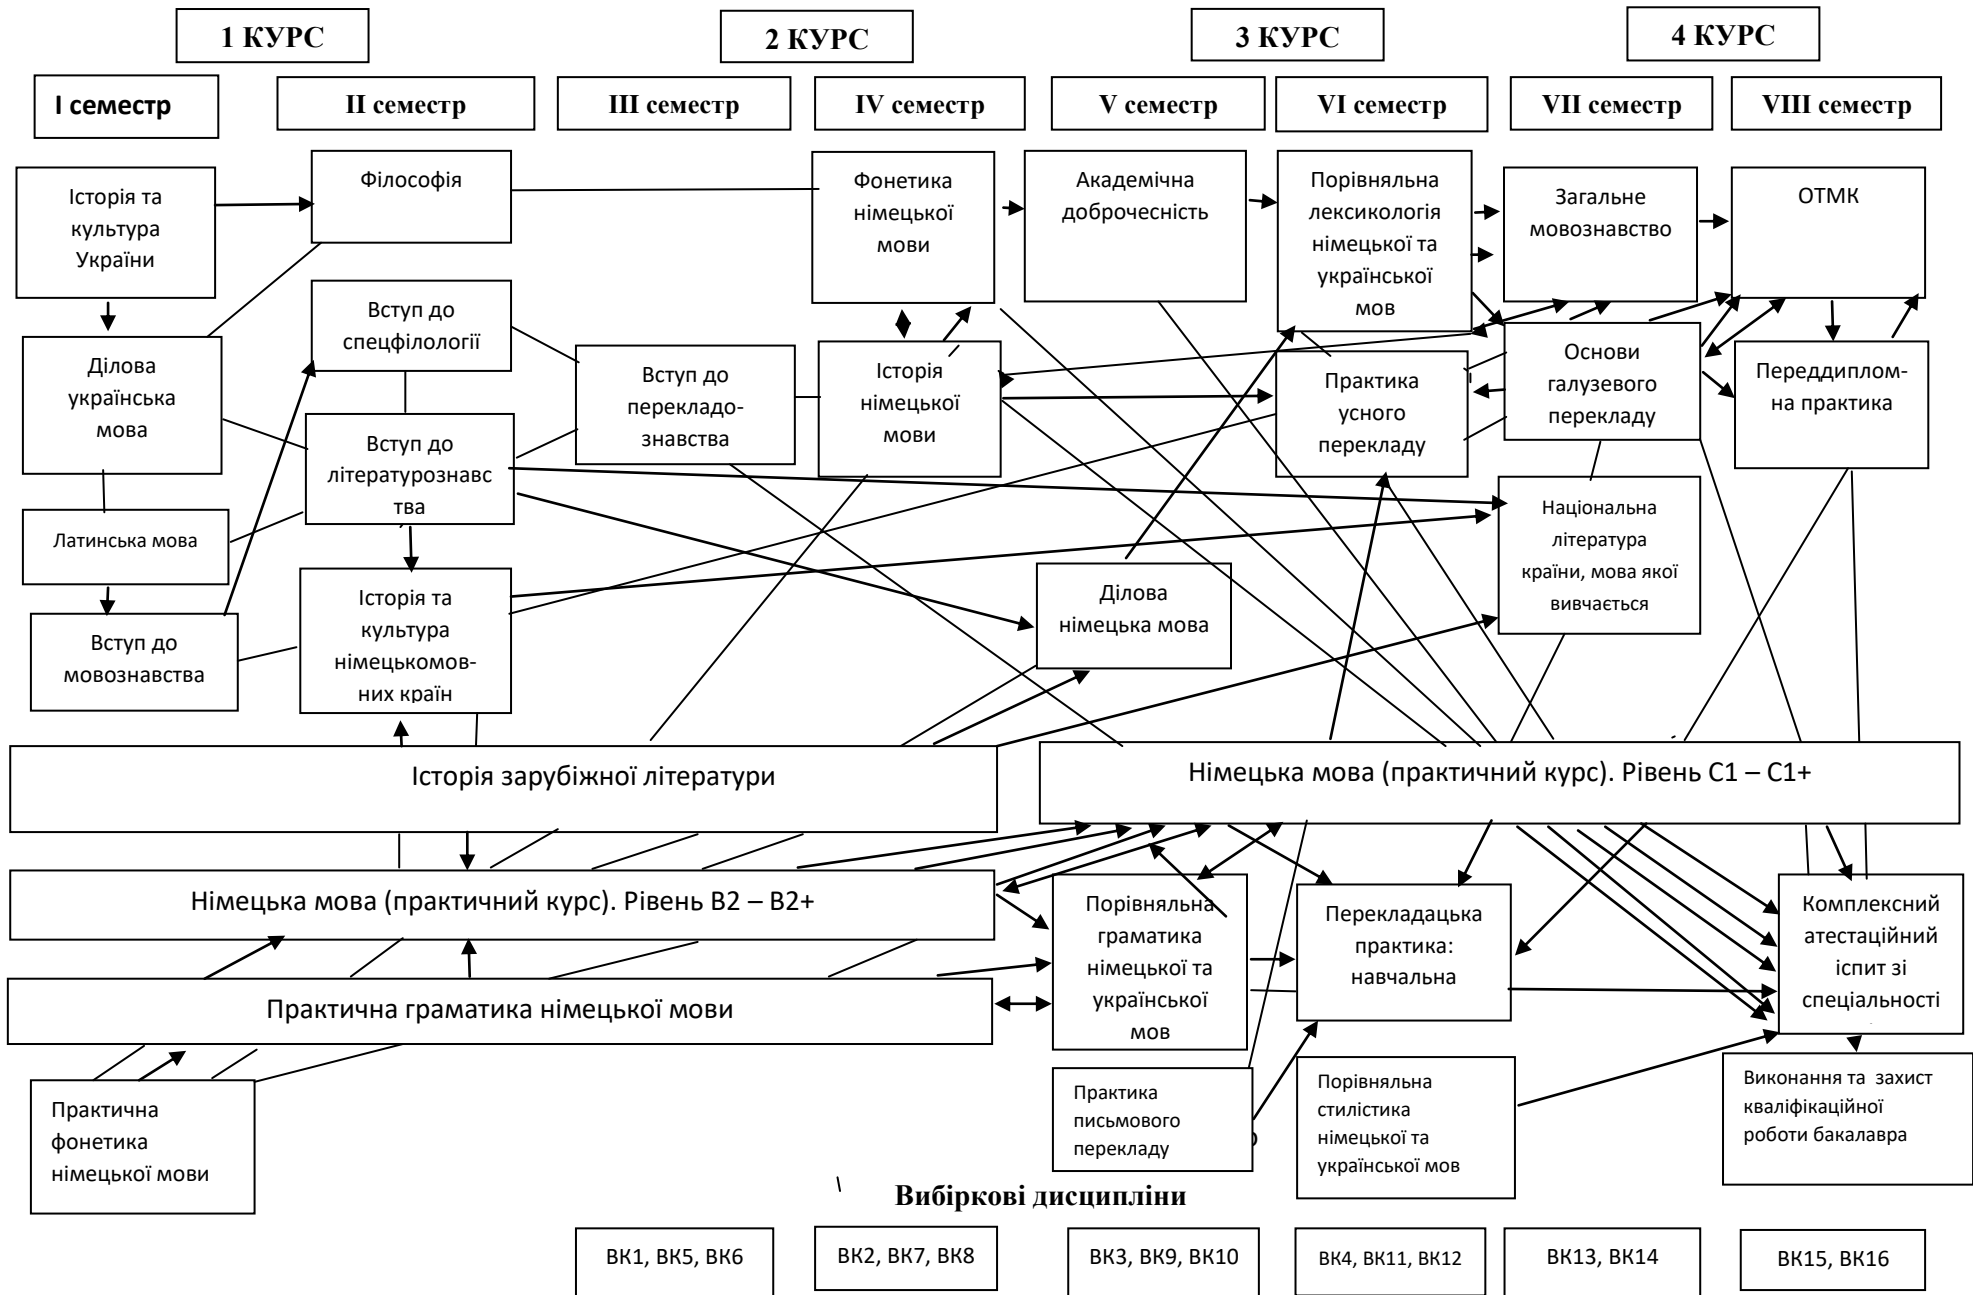 1 КУРС
2 КУРС
3 КУРС
4 КУРС
І семестр
ІІ семестр
ІІІ семестр
IV семестр
V семестр
VI семестр
VII семестр
VIII семестр
Історія та
культура
України
Філософія
Фонетика
німецької
мови
Академічна
доброчесність
Порівняльна
лексикологія
німецької та
української
мов
Загальне
мовознавство
ОТМК
Ділова
українська
мова
Вступ до
спецфілології
Вступ до
перекладо-
знавства
Історія
німецької
мови
Практика
усного
перекладу
Основи
галузевого
перекладу
Переддиплом-
на практика
Латинська мова
Вступ до
літературознавс
тва
Національна
література
країни, мова якої
вивчається
Вступ до
мовознавства
Історія та
культура
німецькомов-
них країн
Ділова
німецька мова
Історія зарубіжної літератури
Німецька мова (практичний курс). Рівень С1 – С1+
Німецька мова (практичний курс). Рівень В2 – В2+
Порівняльна
граматика
німецької та
української
мов
Перекладацька
практика:
навчальна
Комплексний
атестаційний
іспит зі
спеціальності
Практична граматика німецької мови
Практична
фонетика
німецької мови
Практика
письмового
перекладу
Порівняльна
стилістика
німецької та
української мов
Виконання та захист
кваліфікаційної
роботи бакалавра
Вибіркові дисципліни
ВК1, ВК5, ВК6
ВК2, ВК7, ВК8
ВК3, ВК9, ВК10
ВК4, ВК11, ВК12
ВК13, ВК14
ВК15, ВК16